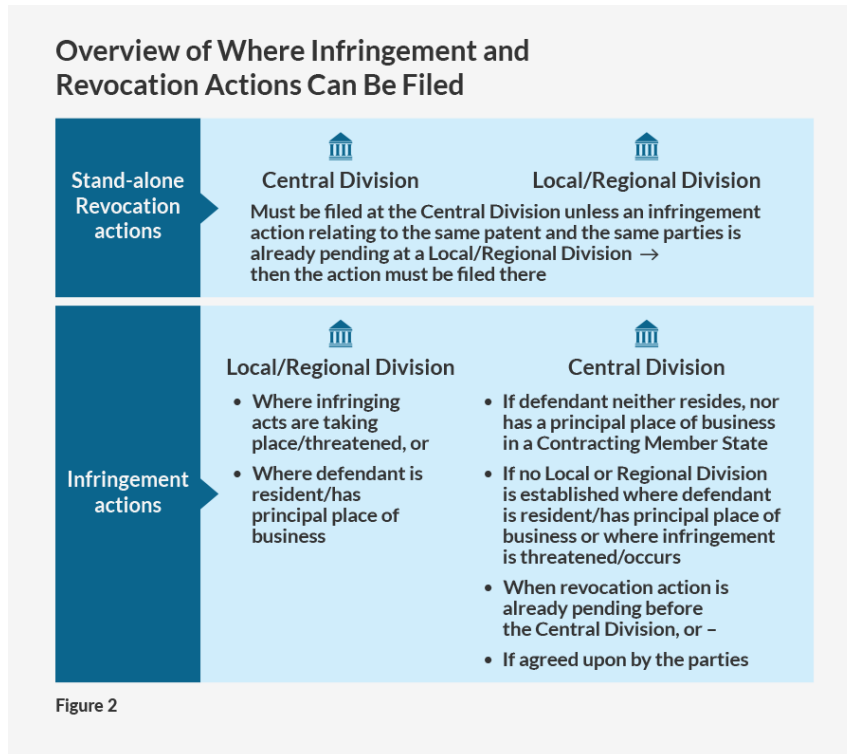 Overview of Where Infringement and
Revocation Actions Can Be Filed
Stand-alone
Revocation
actions
Central Division
Local/Regional Division
Must be filed at the Central Division unless an infringement
action relating to the same patent and the same parties is
already pending at a Local/Regional Division →
then the action must be filed there
Infringement
actions
Local/Regional Division
• Where infringing
acts are taking
place/threatened, or
• Where defendant is
resident/has
principal place of
business
Central Division
• If defendant neither resides, nor
has a principal place of business
in a Contracting Member State
• If no Local or Regional Division
is established where defendant
is resident/has principal place of
business or where infringement
is threatened/occurs
• When revocation action is
already pending before
the Central Division, or –
• If agreed upon by the parties
Figure 2